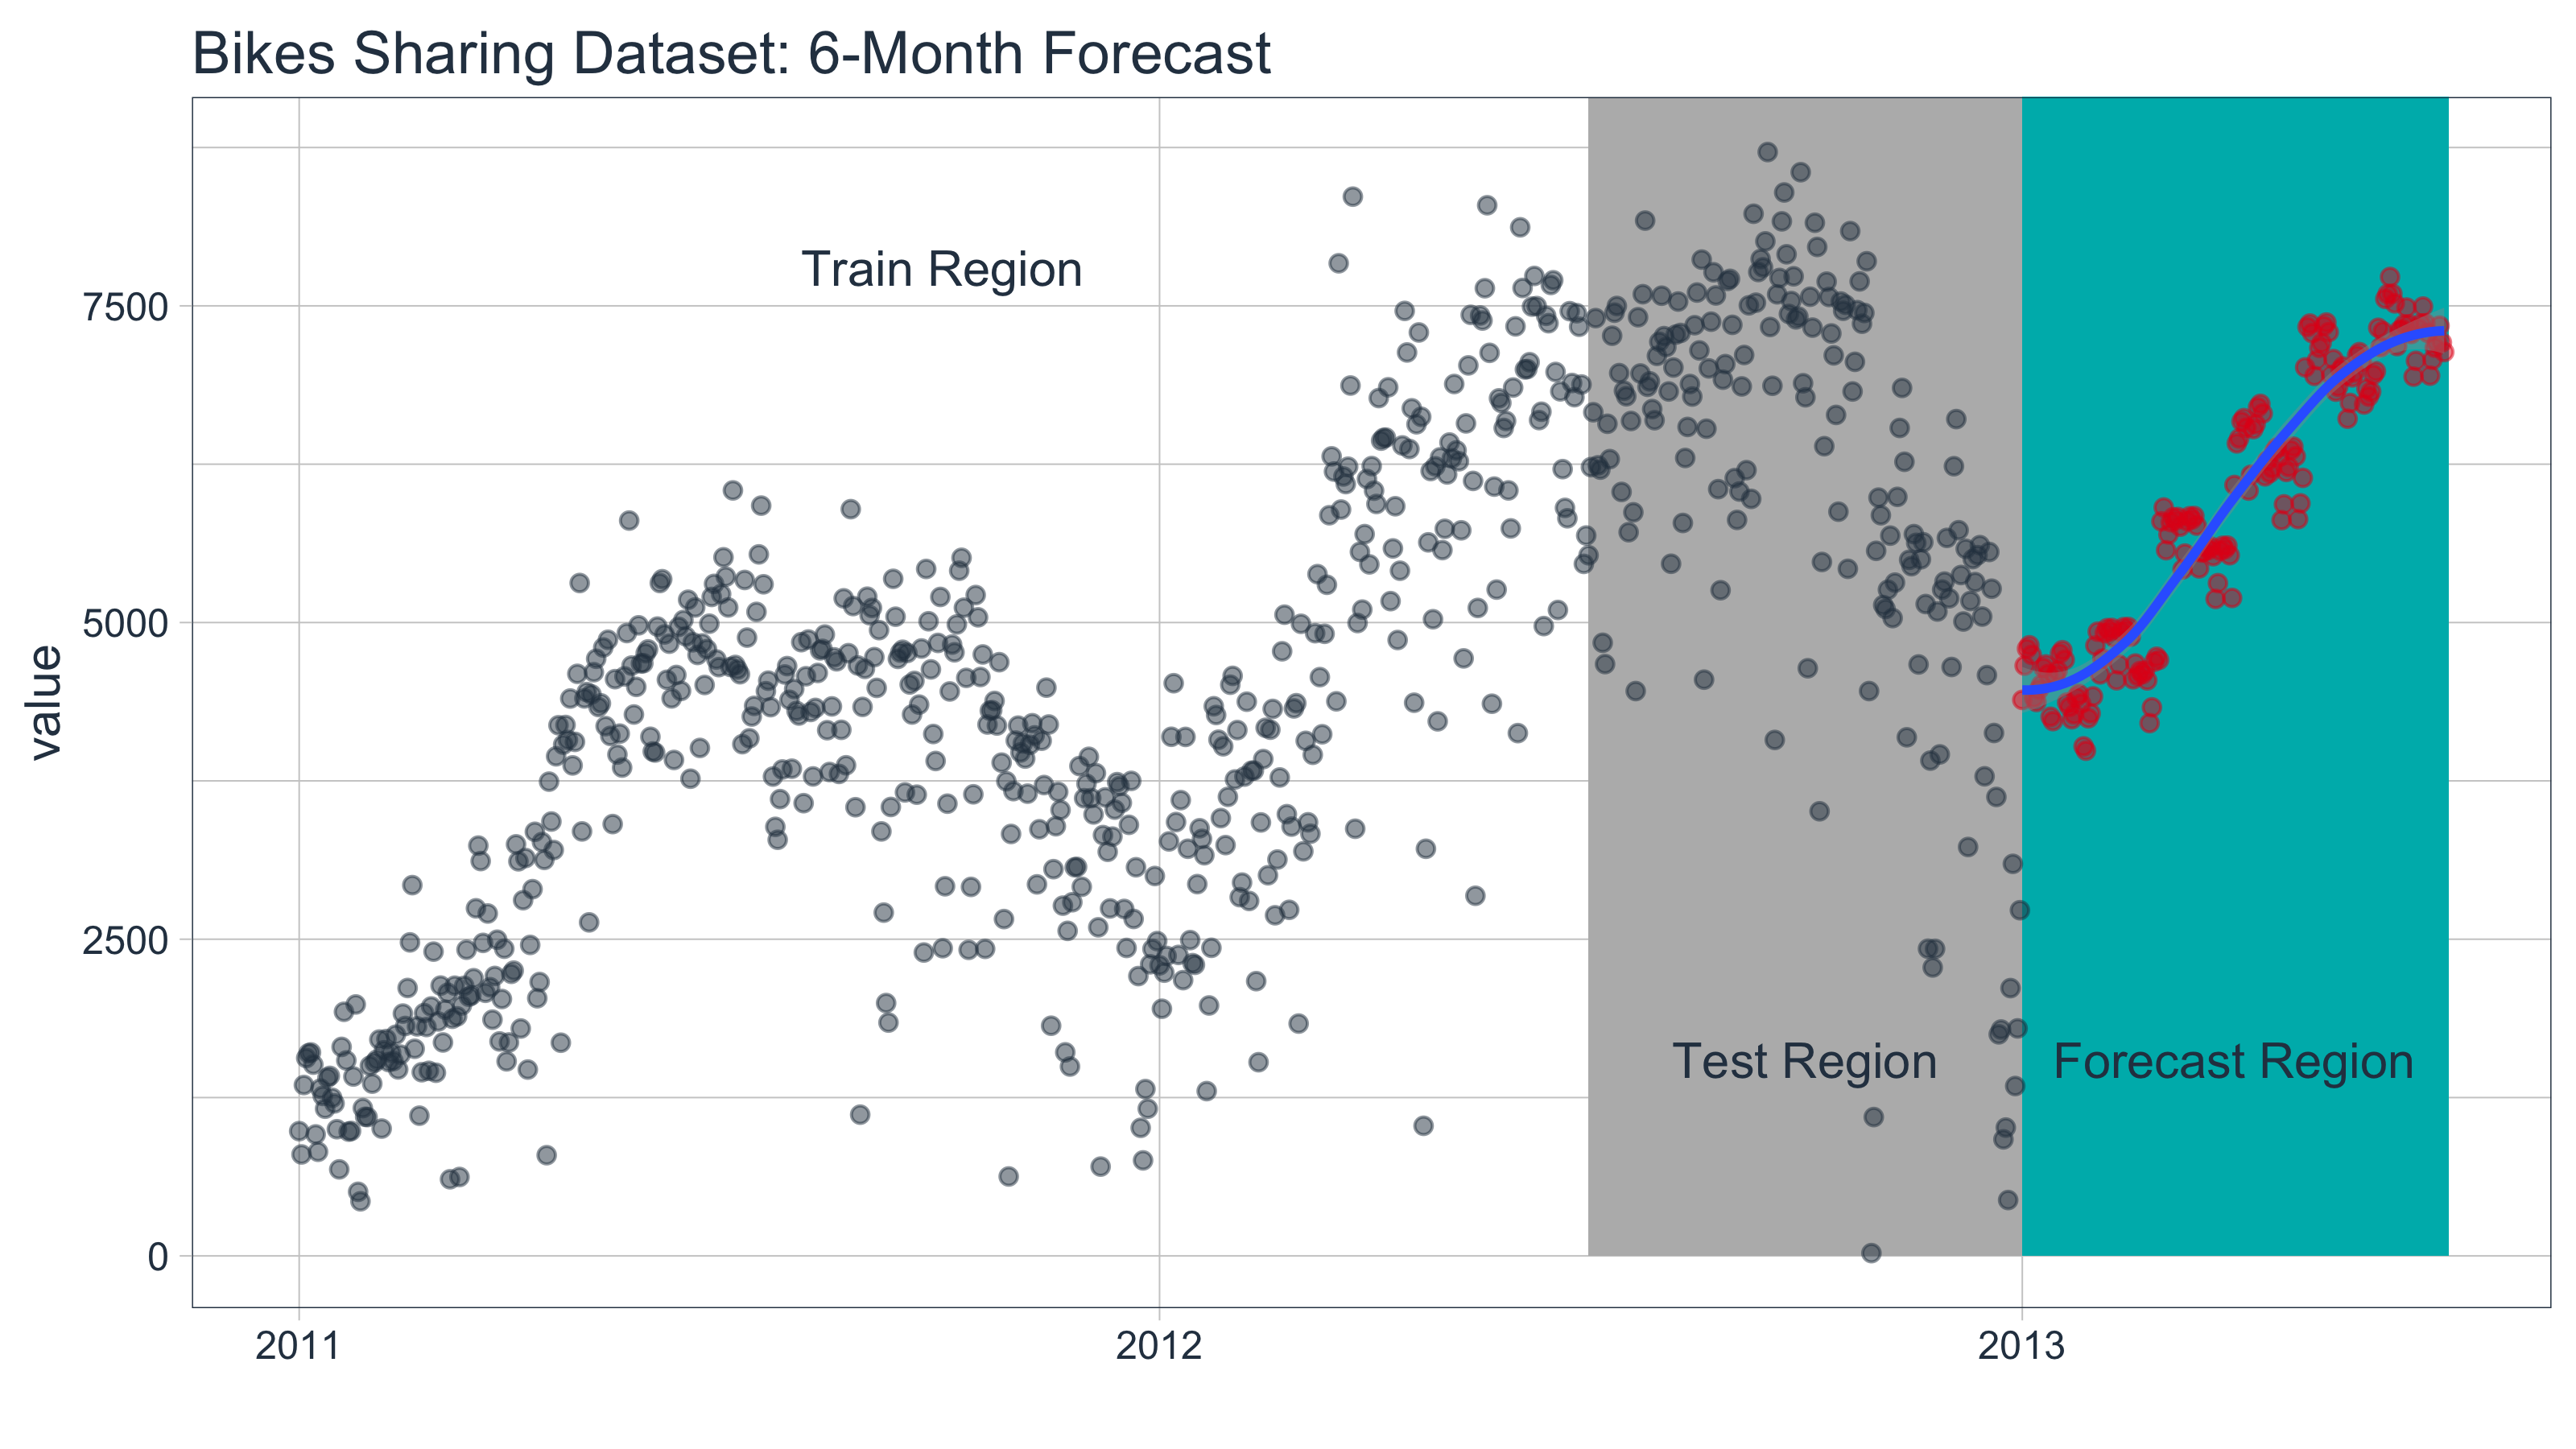 Bikes Sharing Dataset: 6-Month Forecast
Train Region
7500
5000
value
2500
Test Region
Forecast Region
0
2011
2012
2013